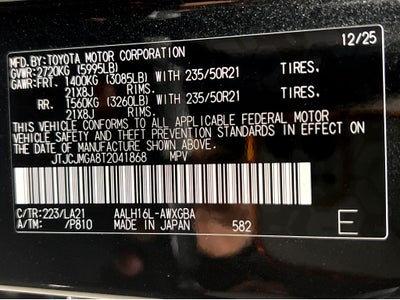 MFD.BY:TOYOTA MOTOR CORPORATION 12/25
GVWR:2720KG (5995LB)
GAWR:FRT. 1400KG (3085LB) WITH 235/50R21 TIRES.
21X8J RIMS.
RR. 1560KG (3260LB) WITH 235/50R21 TIRES.
21X8J RIMS.
THIS VEHICLE CONFORMS TO ALL APPLICABLE FEDERAL MOTOR
VEHICLE SAFETY AND THEFT PREVENTION STANDARDS IN EFFECT ON
THE DATE OF MANUFACTURE SHOWN ABOVE.
JTJCJMGA8T2041868 MPV
C/TR:223/LA21 AALH16L-AWXGBA
A/TM: /P810 MADE IN JAPAN 582 E